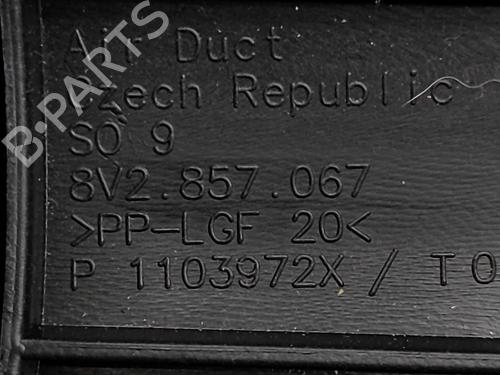 Air Duct
Czech Republic
SO 9
8V2.857.067
>PP-LGF 20<
P 1103972X / T0
B-PARTS